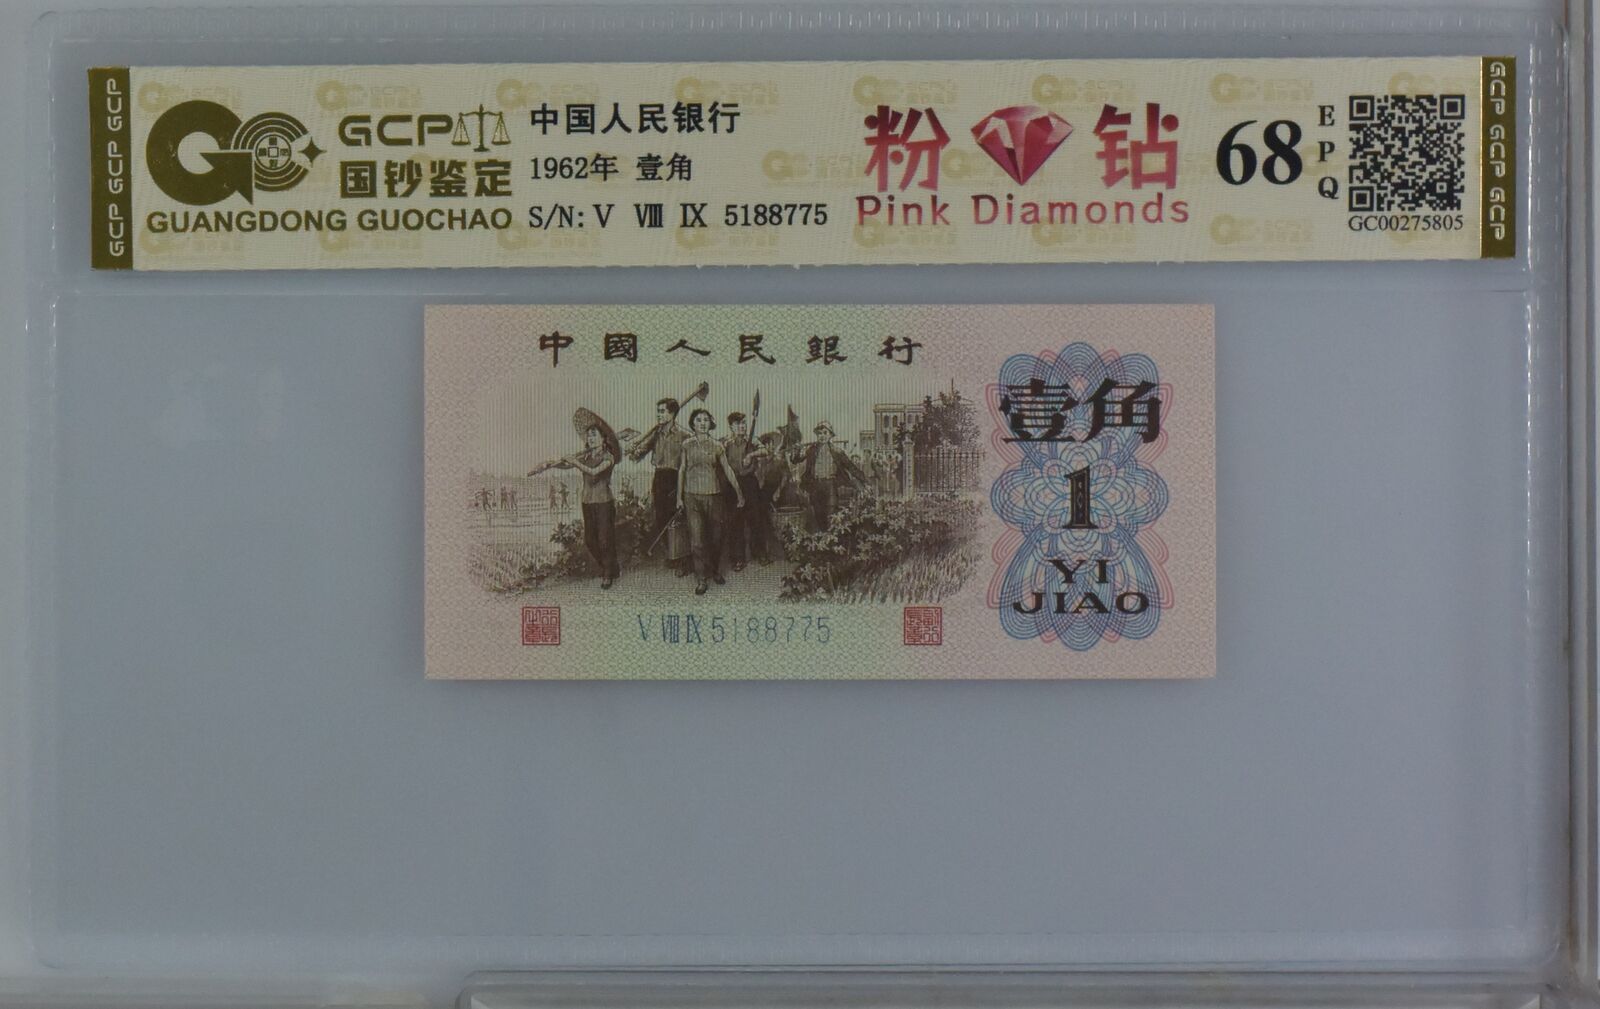 GCP GCP GCP
GCP
国钞鉴定
GUANGDONG GUOCHAO
中国人民银行
1962年 壹角
S/N: V Ⅷ Ⅸ 5188775
粉 钻
Pink Diamonds
68
EPQ
GC00275805
GCP GCP GCP
中國人民銀行
壹角
1
YI
JIAO
V Ⅷ Ⅸ 5188775